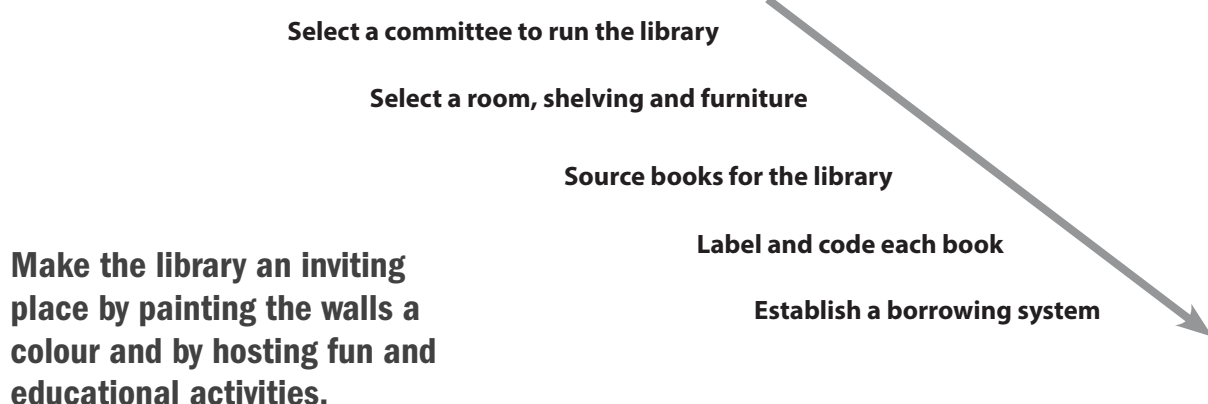 Select a committee to run the library
Select a room, shelving and furniture
Source books for the library
Label and code each book
Establish a borrowing system
Make the library an inviting
place by painting the walls a
colour and by hosting fun and
educational activities.